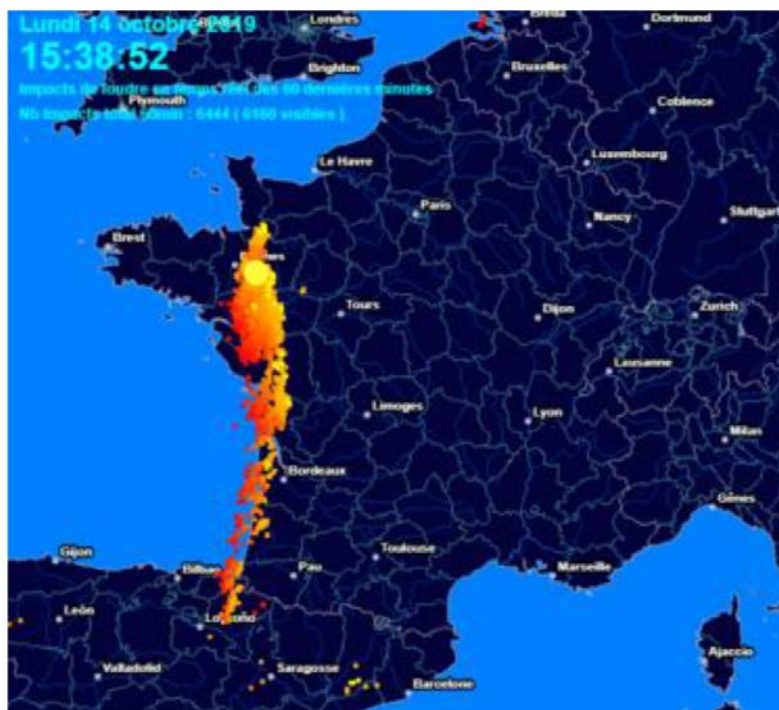 Lundi 14 octobre 2019
15:38:52
Impacts de foudre en temps réel des 60 dernières minutes
Nb Impacts total 60min : 6444 ( 6160 visibles )
Londres
Breda
Dortmund
Brighton
Bruxelles
Plymouth
Coblence
Le Havre
Luxembourg
Paris
Nancy
Stuttgart
Brest
Tours
Dijon
Zurich
Lausanne
Limoges
Lyon
Milan
Bordeaux
Gênes
Gijon
Toulouse
Bilbao
Pau
Marseille
León
Logroño
Valladolid
Saragosse
Ajaccio
Barcelone